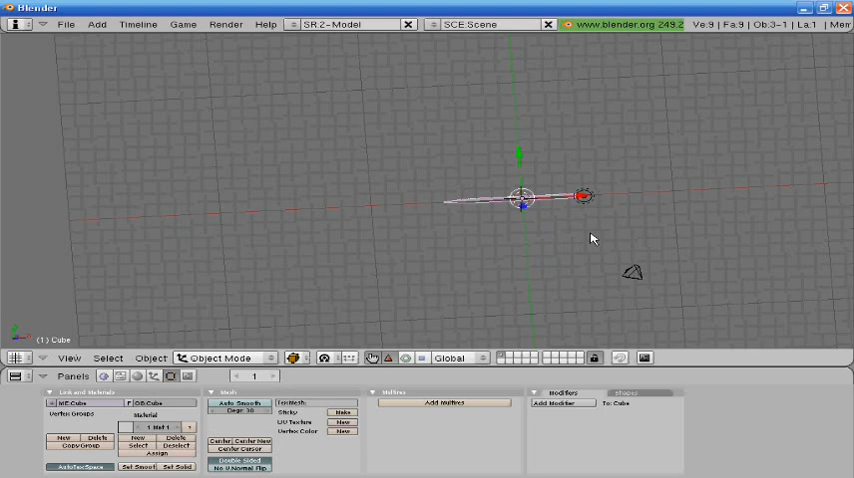 Blender
File Add Timeline Game Render Help SR:2-Model SCE:Scene www.blender.org 249.2 Ve:9 | Fa:9 | Ob:3-1 | La:1 | Mem
(1) Cube
View Select Object Object Mode Global
Panels 1
Link and Materials Mesh Multires Modifiers Shapes
ME:Cube F OB:Cube Auto Smooth TexMesh: Add Multires Add Modifier To: Cube
Vertex Groups Material Degr: 30 Sticky Make
1 Mat 1 UV Texture New
New Delete New Delete Vertex Color New
Copy Group Select Deselect Center Center New
Assign Center Cursor
AutoTexSpace Set Smoot Set Solid Double Sided
No V.Normal Flip